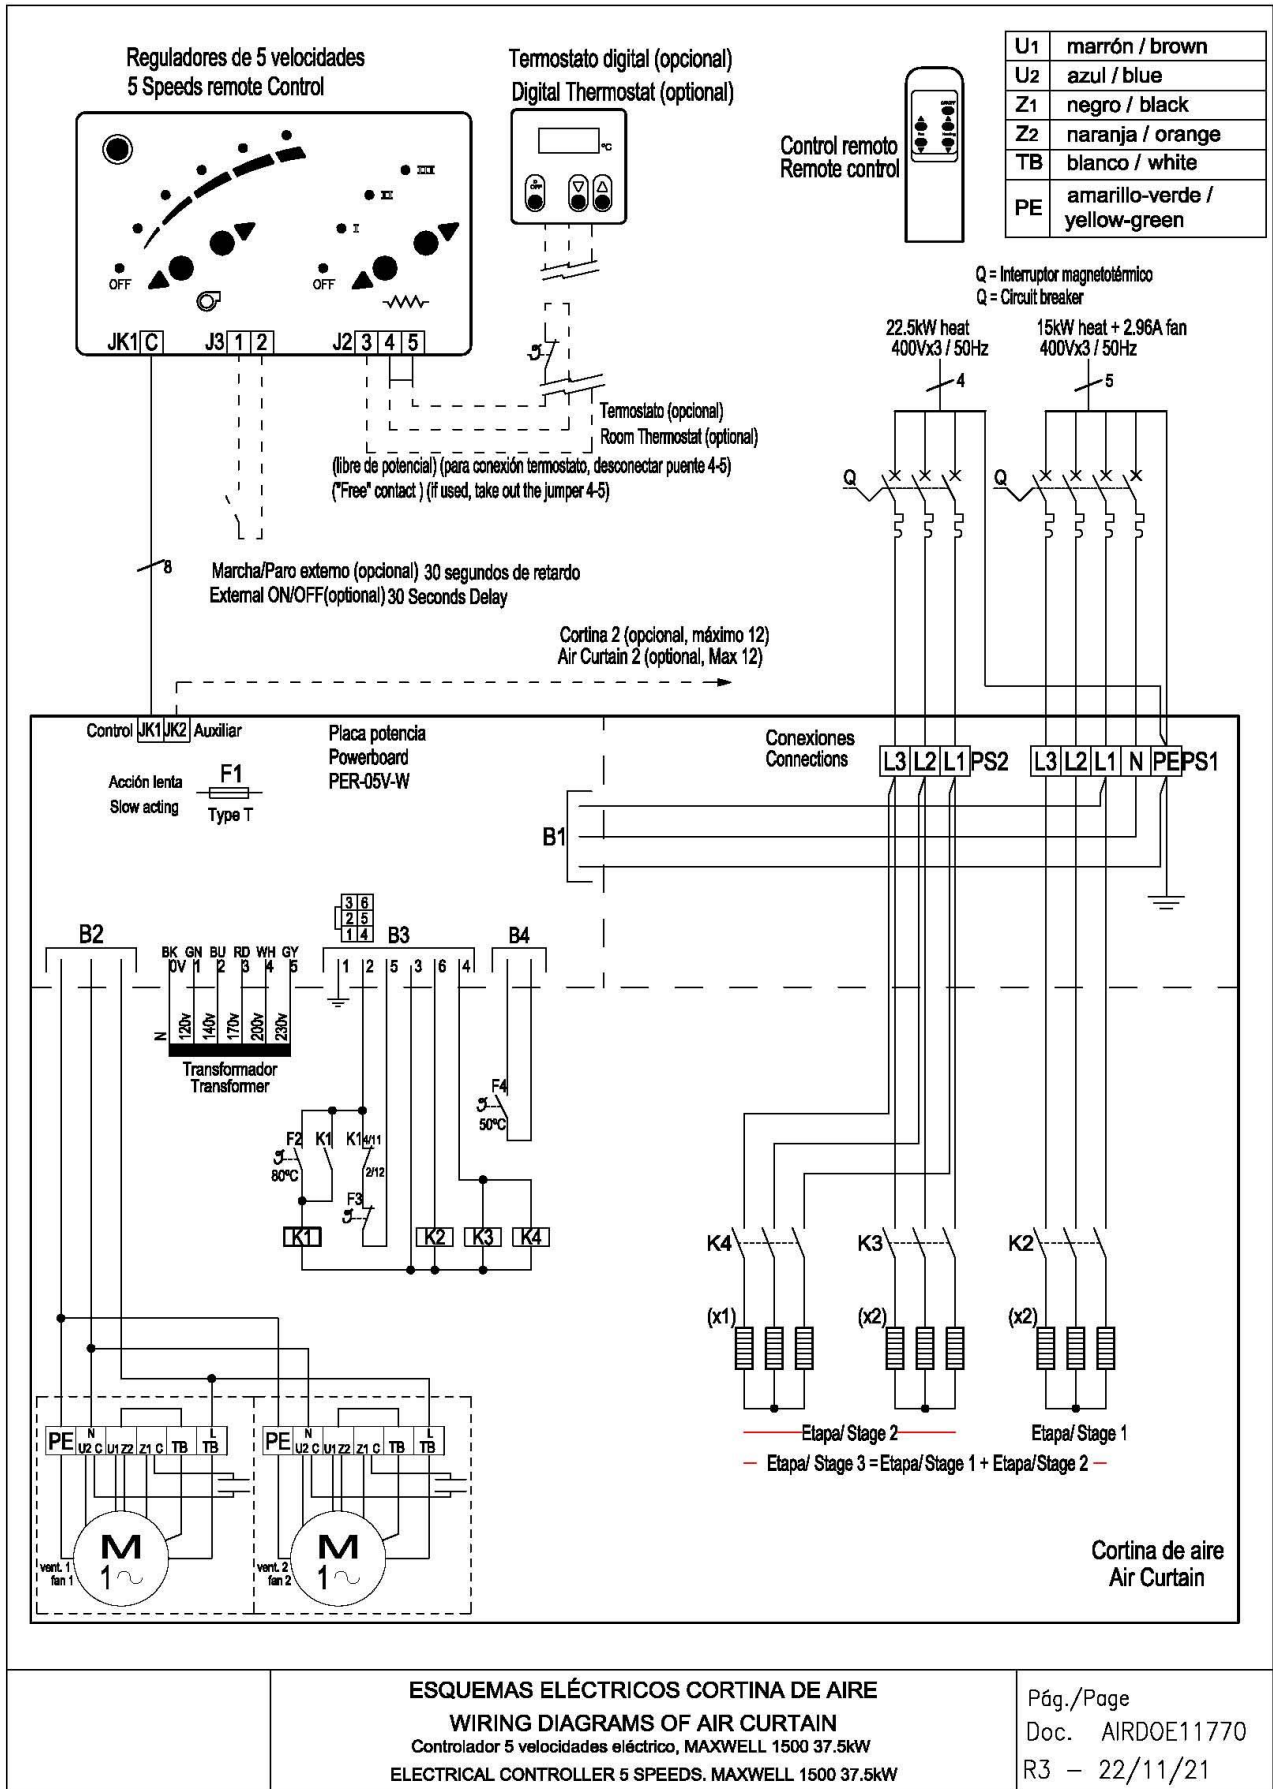 Reguladores de 5 velocidades
5 Speeds remote Control
OFF
OFF
I
II
III
JK1 C
J3 1 2
J2 3 4 5
Termostato digital (opcional)
Digital Thermostat (optional)
ºC
OFF
Control remoto
Remote control
U1 marrón / brown
U2 azul / blue
Z1 negro / black
Z2 naranja / orange
TB blanco / white
PE amarillo-verde /
yellow-green
Q = Interruptor magnetotérmico
Q = Circuit breaker
22.5kW heat
400Vx3 / 50Hz
15kW heat + 2.96A fan
400Vx3 / 50Hz
4
5
Q
Q
Termostato (opcional)
Room Thermostat (optional)
(libre de potencial) (para conexión termostato, desconectar puente 4-5)
("Free" contact ) (if used, take out the jumper 4-5)
8
Marcha/Paro externo (opcional) 30 segundos de retardo
External ON/OFF(optional) 30 Seconds Delay
Cortina 2 (opcional, máximo 12)
Air Curtain 2 (optional, Max 12)
Control JK1 JK2 Auxiliar
Placa potencia
Powerboard
PER-05V-W
Acción lenta
Slow acting
F1
Type T
Conexiones
Connections
L3 L2 L1 PS2
L3 L2 L1 N PE PS1
B1
3 6
2 5
1 4
B2
B3
B4
BK GN BU RD WH GY
0V 1 2 3 4 5
1 2 5 3 6 4
N 120v 140v 170v 200v 230v
Transformador
Transformer
F4
50ºC
F2 K1 K1 4/11
80ºC
2/12
F3
K1 K2 K3 K4
K4 K3 K2
(x1) (x2) (x2)
Etapa/ Stage 2
Etapa/ Stage 1
Etapa/ Stage 3 = Etapa/ Stage 1 + Etapa/ Stage 2
PE N U2 C U1 Z2 Z1 C TB L TB
PE N U2 C U1 Z2 Z1 C TB L TB
M
1
vent. 1
fan 1
M
1
vent. 2
fan 2
Cortina de aire
Air Curtain
ESQUEMAS ELÉCTRICOS CORTINA DE AIRE
WIRING DIAGRAMS OF AIR CURTAIN
Controlador 5 velocidades eléctrico, MAXWELL 1500 37.5kW
ELECTRICAL CONTROLLER 5 SPEEDS. MAXWELL 1500 37.5kW
Pág./Page
Doc. AIRDOE11770
R3 – 22/11/21